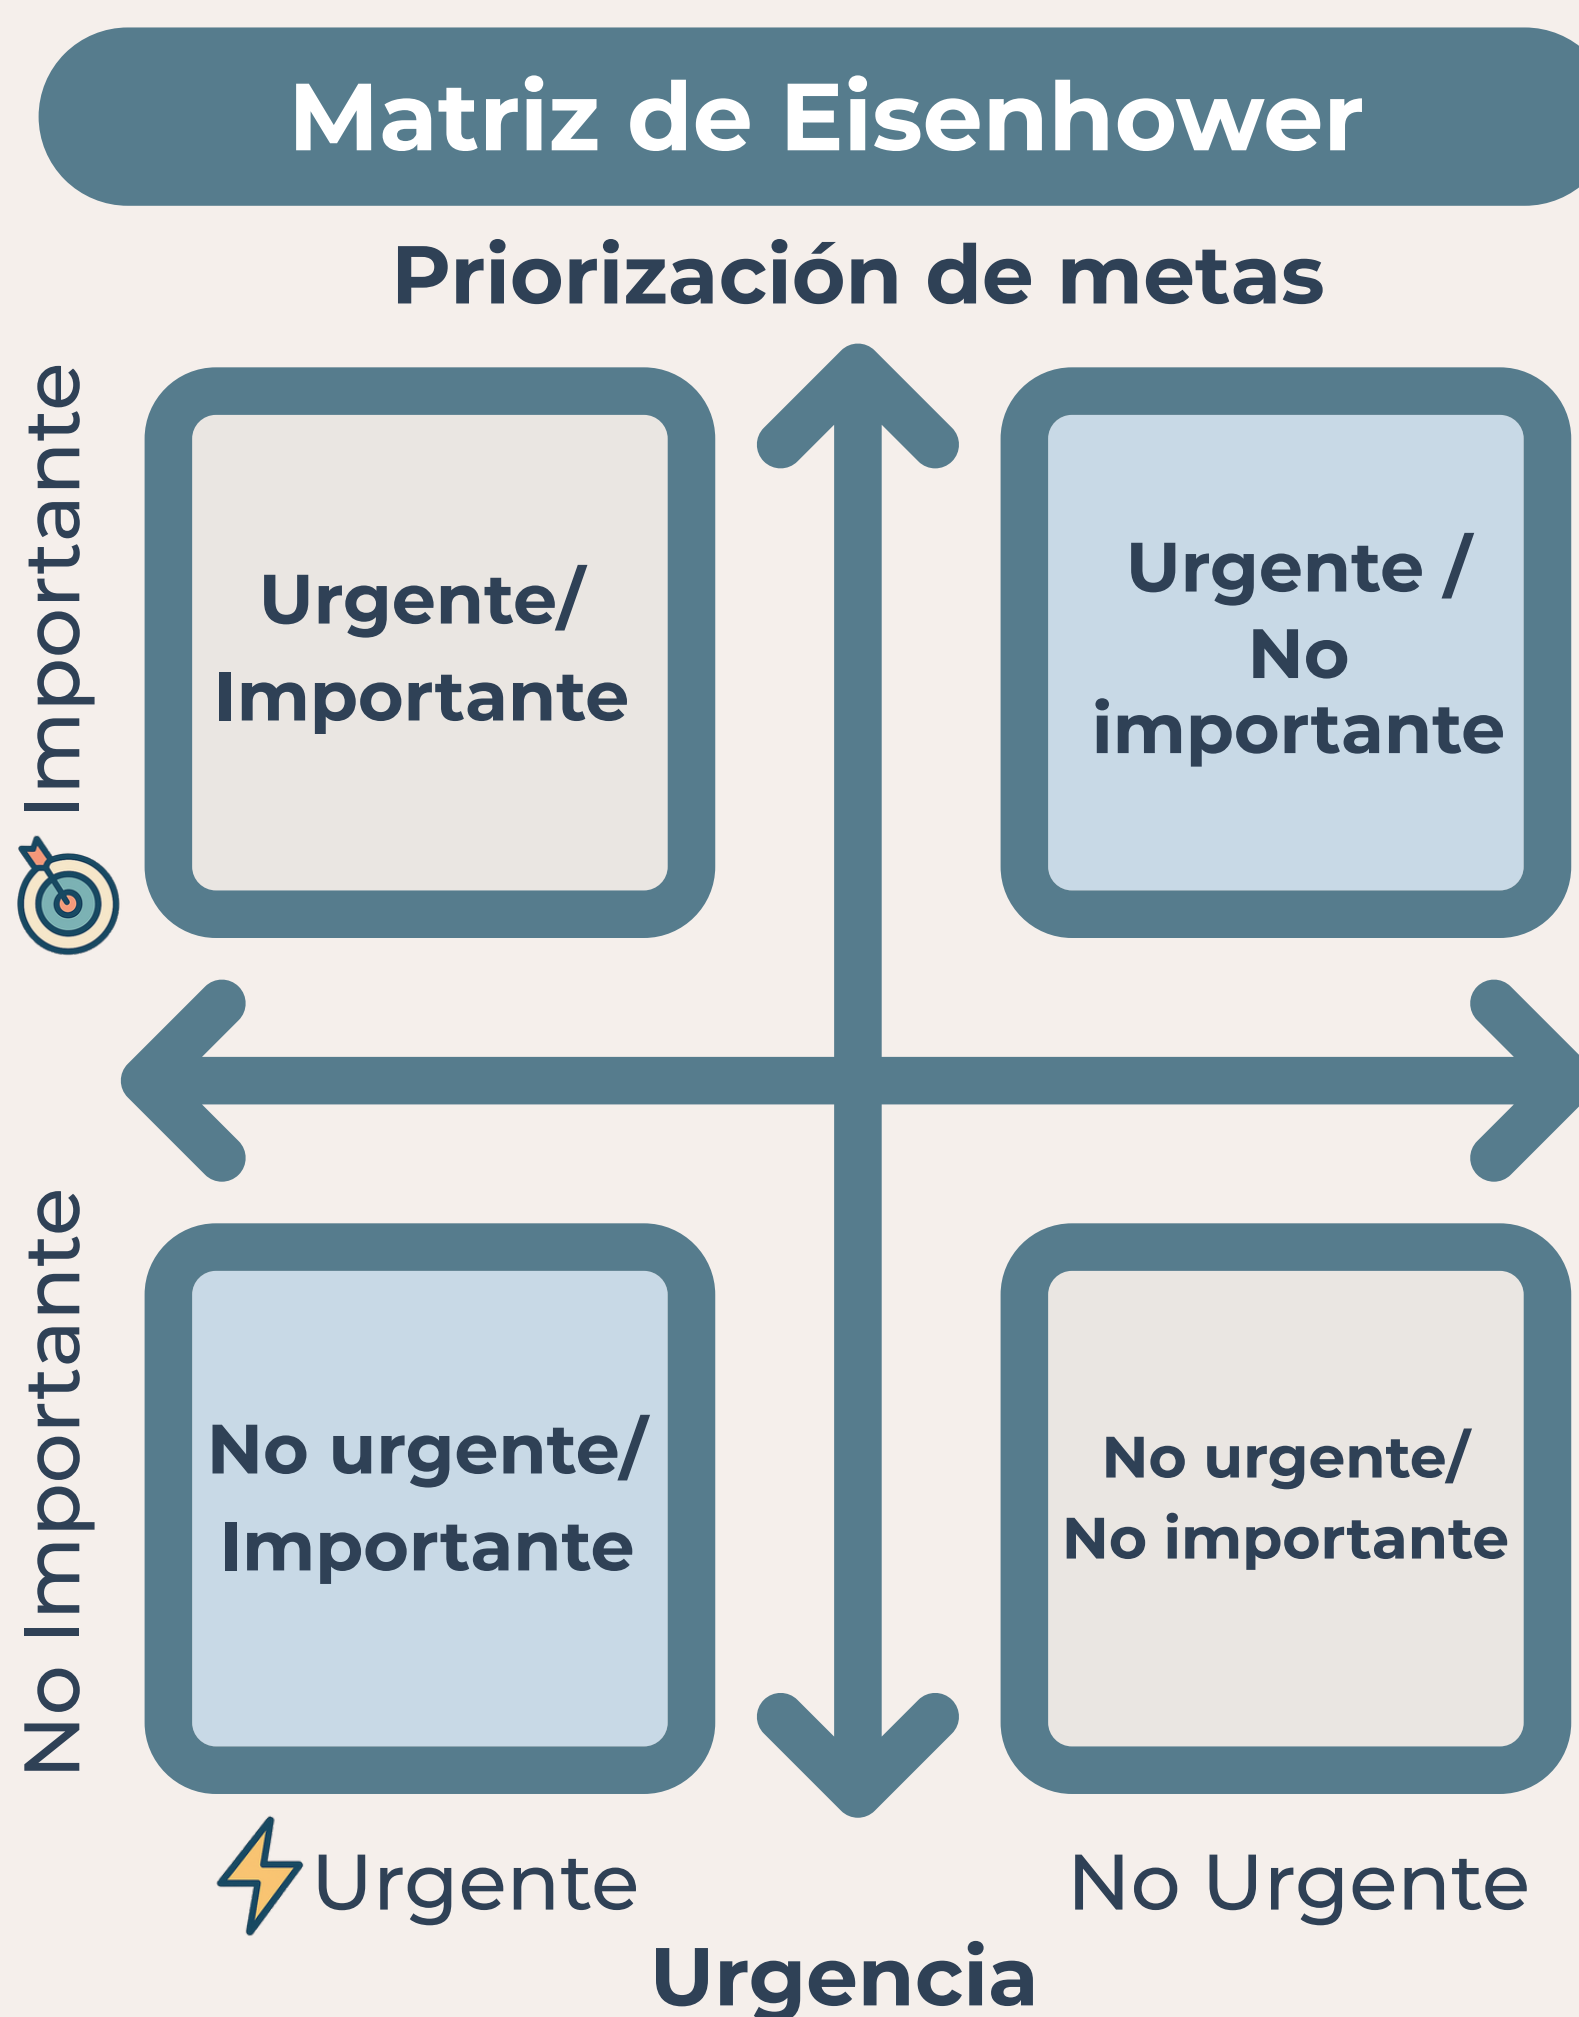 Matriz de Eisenhower
Priorización de metas
Importante
Urgente/
Importante
Urgente /
No
importante
No Importante
No urgente/
Importante
No urgente/
No importante
Urgente
No Urgente
Urgencia